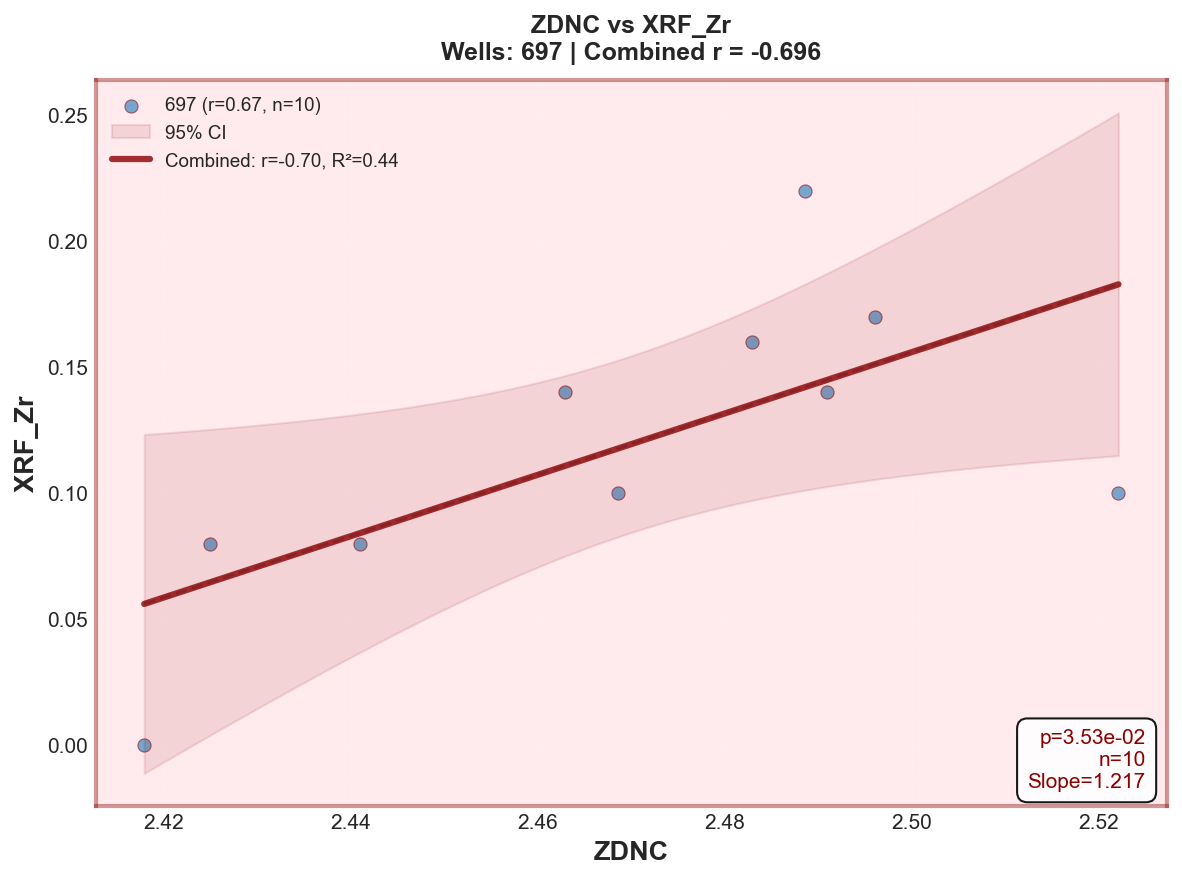 ZDNC vs XRF_Zr
Wells: 697 | Combined r = -0.696
697 (r=0.67, n=10)
95% CI
Combined: r=-0.70, R²=0.44
0.25
0.20
0.15
0.10
0.05
0.00
XRF_Zr
p=3.53e-02
n=10
Slope=1.217
2.42
2.44
2.46
2.48
2.50
2.52
ZDNC